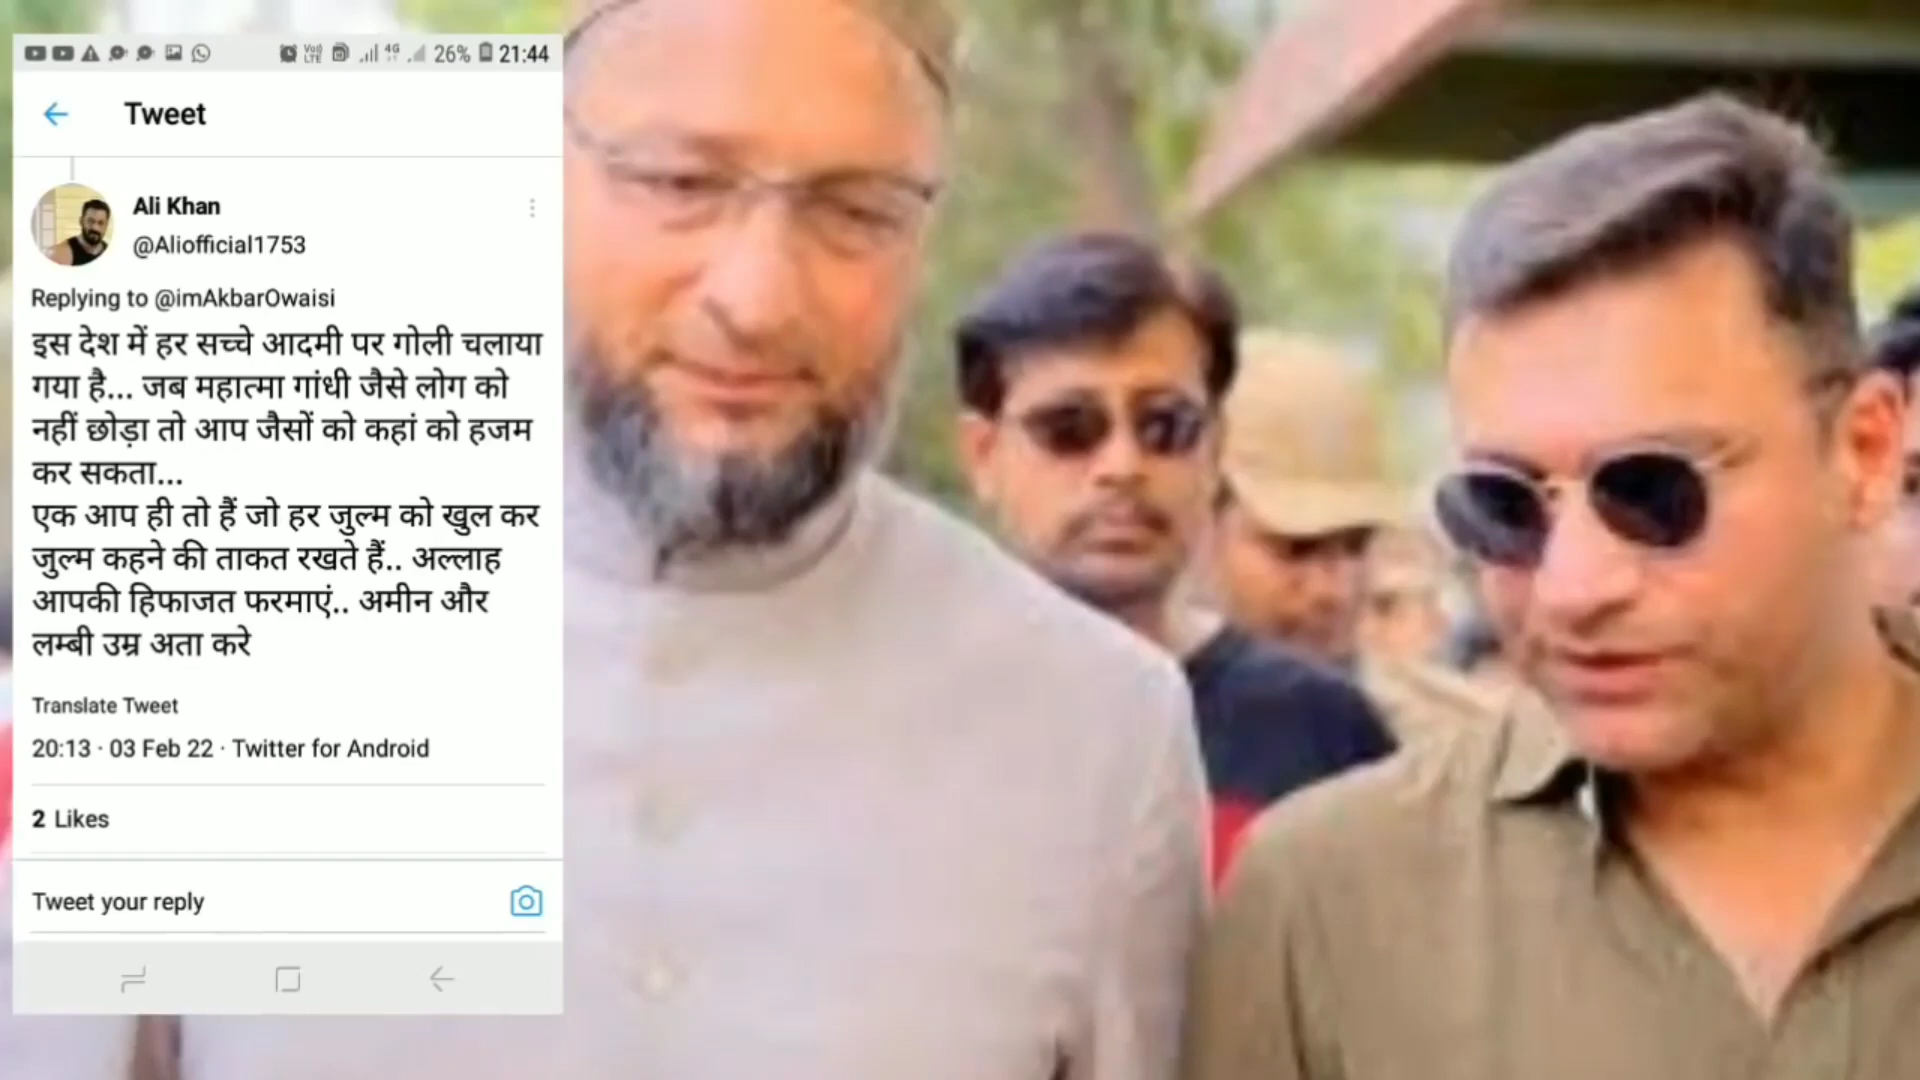 VoD LTE 4G 26% 21:44
Tweet
Ali Khan
@Aliofficial1753
Replying to @imAkbarOwaisi
इस देश में हर सच्चे आदमी पर गोली चलाया
गया है... जब महात्मा गांधी जैसे लोग को
नहीं छोड़ा तो आप जैसों को कहां को हजम
कर सकता...
एक आप ही तो हैं जो हर जुल्म को खुल कर
जुल्म कहने की ताकत रखते हैं.. अल्लाह
आपकी हिफाजत फरमाएं.. अमीन और
लम्बी उम्र अता करे
Translate Tweet
20:13 · 03 Feb 22 · Twitter for Android
2 Likes
Tweet your reply